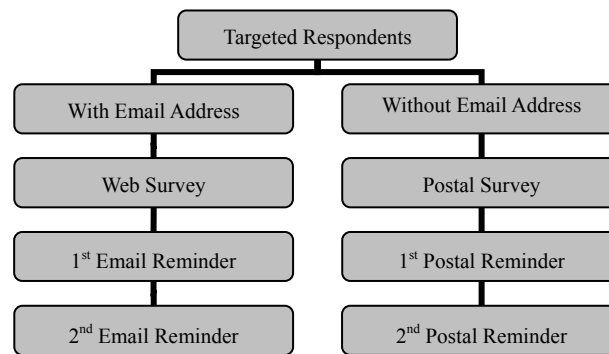 Targeted Respondents
With Email Address
Without Email Address
Web Survey
Postal Survey
1st Email Reminder
1st Postal Reminder
2nd Email Reminder
2nd Postal Reminder